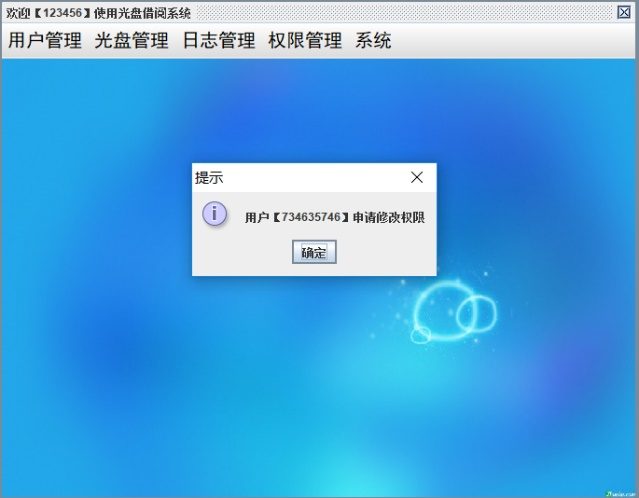 欢迎【123456】使用光盘借阅系统
用户管理 光盘管理 日志管理 权限管理 系统
提示
用户【734635746】申请修改权限
确定